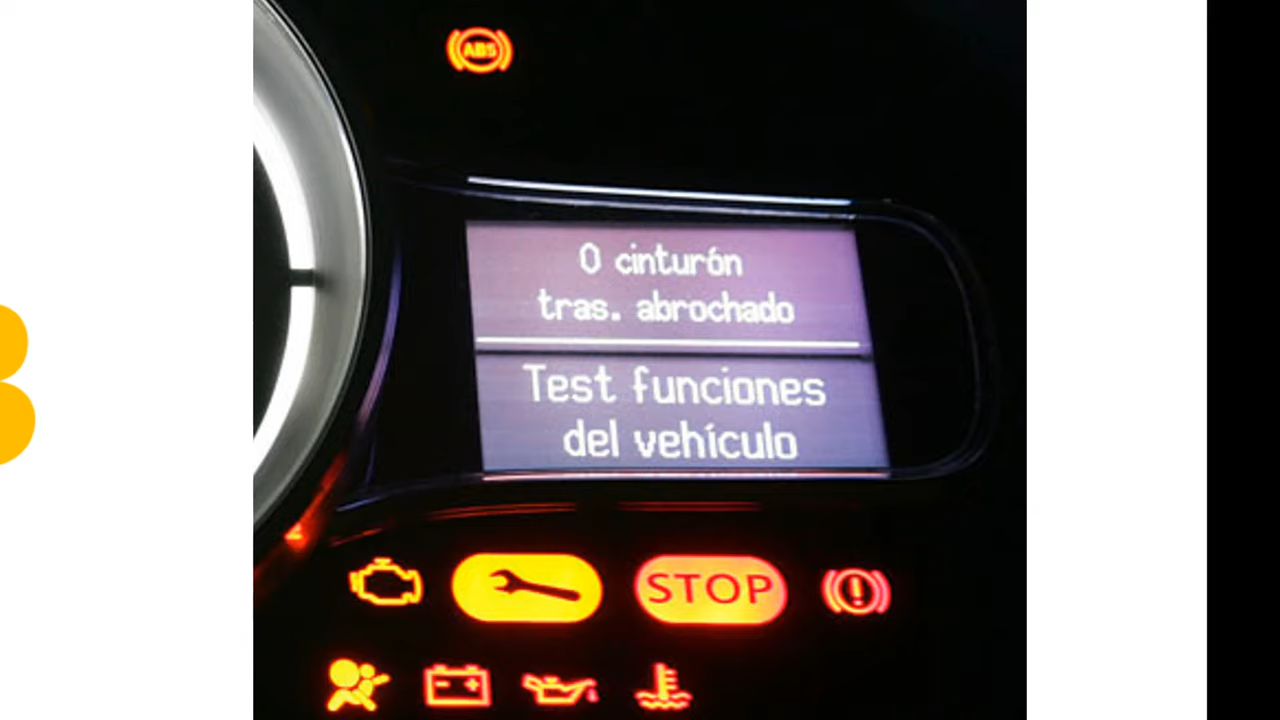 ABS
0 cinturón
tras. abrochado
Test funciones
del vehículo
STOP